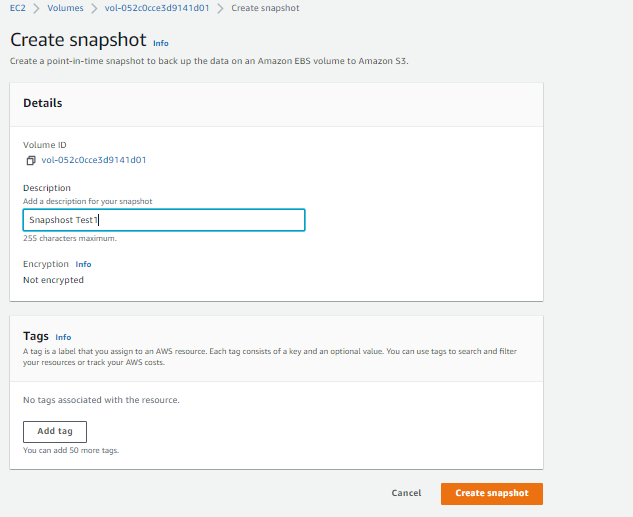 EC2 > Volumes > vol-052c0cce3d9141d01 > Create snapshot
Create snapshot Info
Create a point-in-time snapshot to back up the data on an Amazon EBS volume to Amazon S3.
Details
Volume ID
vol-052c0cce3d9141d01
Description
Add a description for your snapshot
Snapshost Test1
255 characters maximum.
Encryption Info
Not encrypted
Tags Info
A tag is a label that you assign to an AWS resource. Each tag consists of a key and an optional value. You can use tags to search and filter
your resources or track your AWS costs.
No tags associated with the resource.
Add tag
You can add 50 more tags.
Cancel Create snapshot